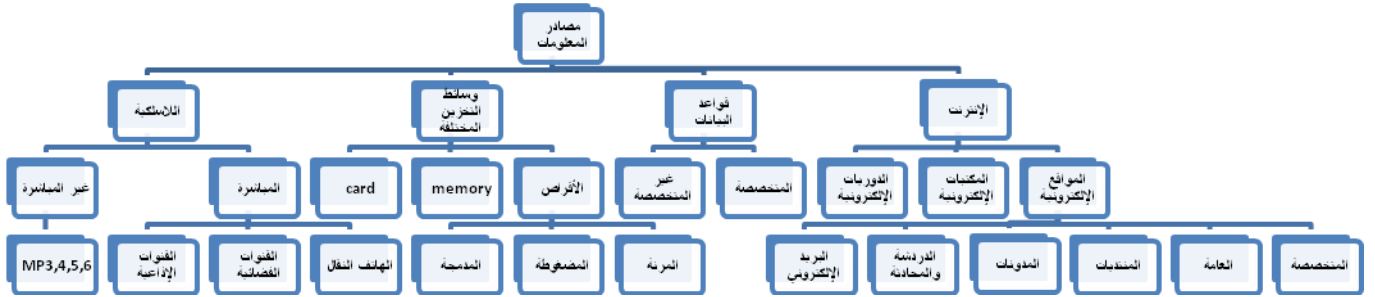 مصادر
المعلومات
الإنترنت
قواعد
البيانات
وسائط
التخزين
المختلفة
اللاسلكية
المواقع
الإلكترونية
المكتبات
الإلكترونية
الدوريات
الإلكترونية
المتخصصة
غير
المتخصصة
الأقراص
memory
card
المباشرة
غير المباشرة
المتخصصة
العامة
المنتديات
المدونات
الدردشة
والمحادثة
البريد
الإلكتروني
المرنة
المضغوطة
المدمجة
الهاتف النقال
القنوات
الفضائية
القنوات
الإذاعية
MP3,4,5,6